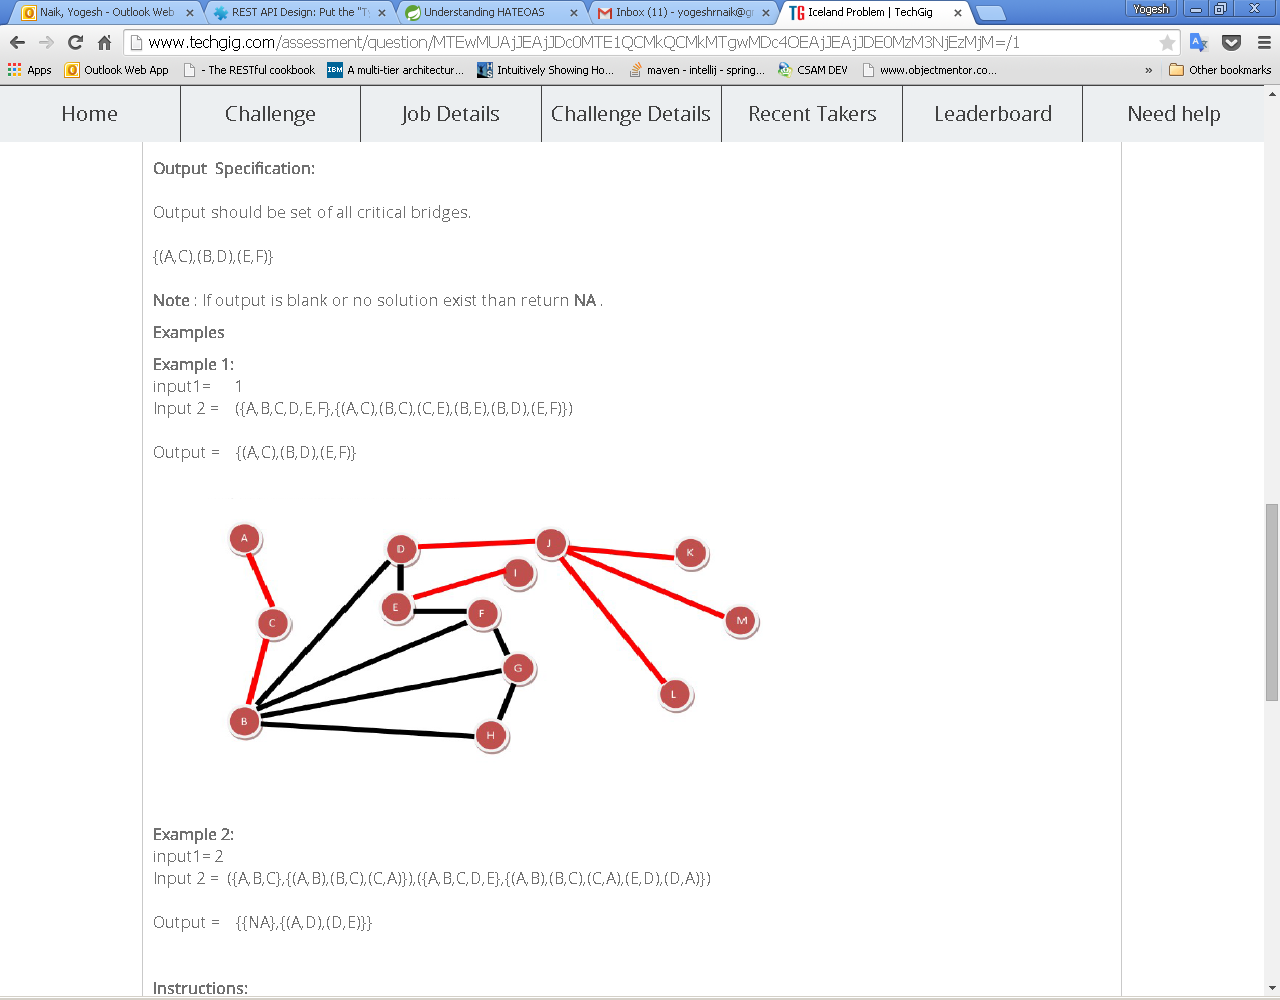 Naik, Yogesh - Outlook Web
REST API Design: Put the "Ty
Understanding HATEOAS
Inbox (11) - yogeshrnaik@g
TG Iceland Problem | TechGig
Yogesh
www.techgig.com/assessment/question/MTEwMUAjJEAjJDc0MTE1QCMkQCMkMTgwMDc4OEAjJEAjJDE0MzM3NjEzMjM=/1
Apps
Outlook Web App
- The RESTful cookbook
IBM A multi-tier architectur...
Intuitively Showing Ho...
maven - intellij - spring...
CSAM DEV
www.objectmentor.co...
»
Other bookmarks
Home
Challenge
Job Details
Challenge Details
Recent Takers
Leaderboard
Need help
Output Specification:
Output should be set of all critical bridges.
{(A,C),(B,D),(E,F)}
Note : If output is blank or no solution exist than return NA .
Examples
Example 1:
input1= 1
Input 2 = ({A,B,C,D,E,F},{(A,C),(B,C),(C,E),(B,E),(B,D),(E,F)})
Output = {(A,C),(B,D),(E,F)}
A
D
J
K
I
E
F
C
M
G
L
B
H
Example 2:
input1= 2
Input 2 = ({A,B,C},{(A,B),(B,C),(C,A)}),({A,B,C,D,E},{(A,B),(B,C),(C,A),(E,D),(D,A)})
Output = {{NA},{(A,D),(D,E)}}
Instructions: